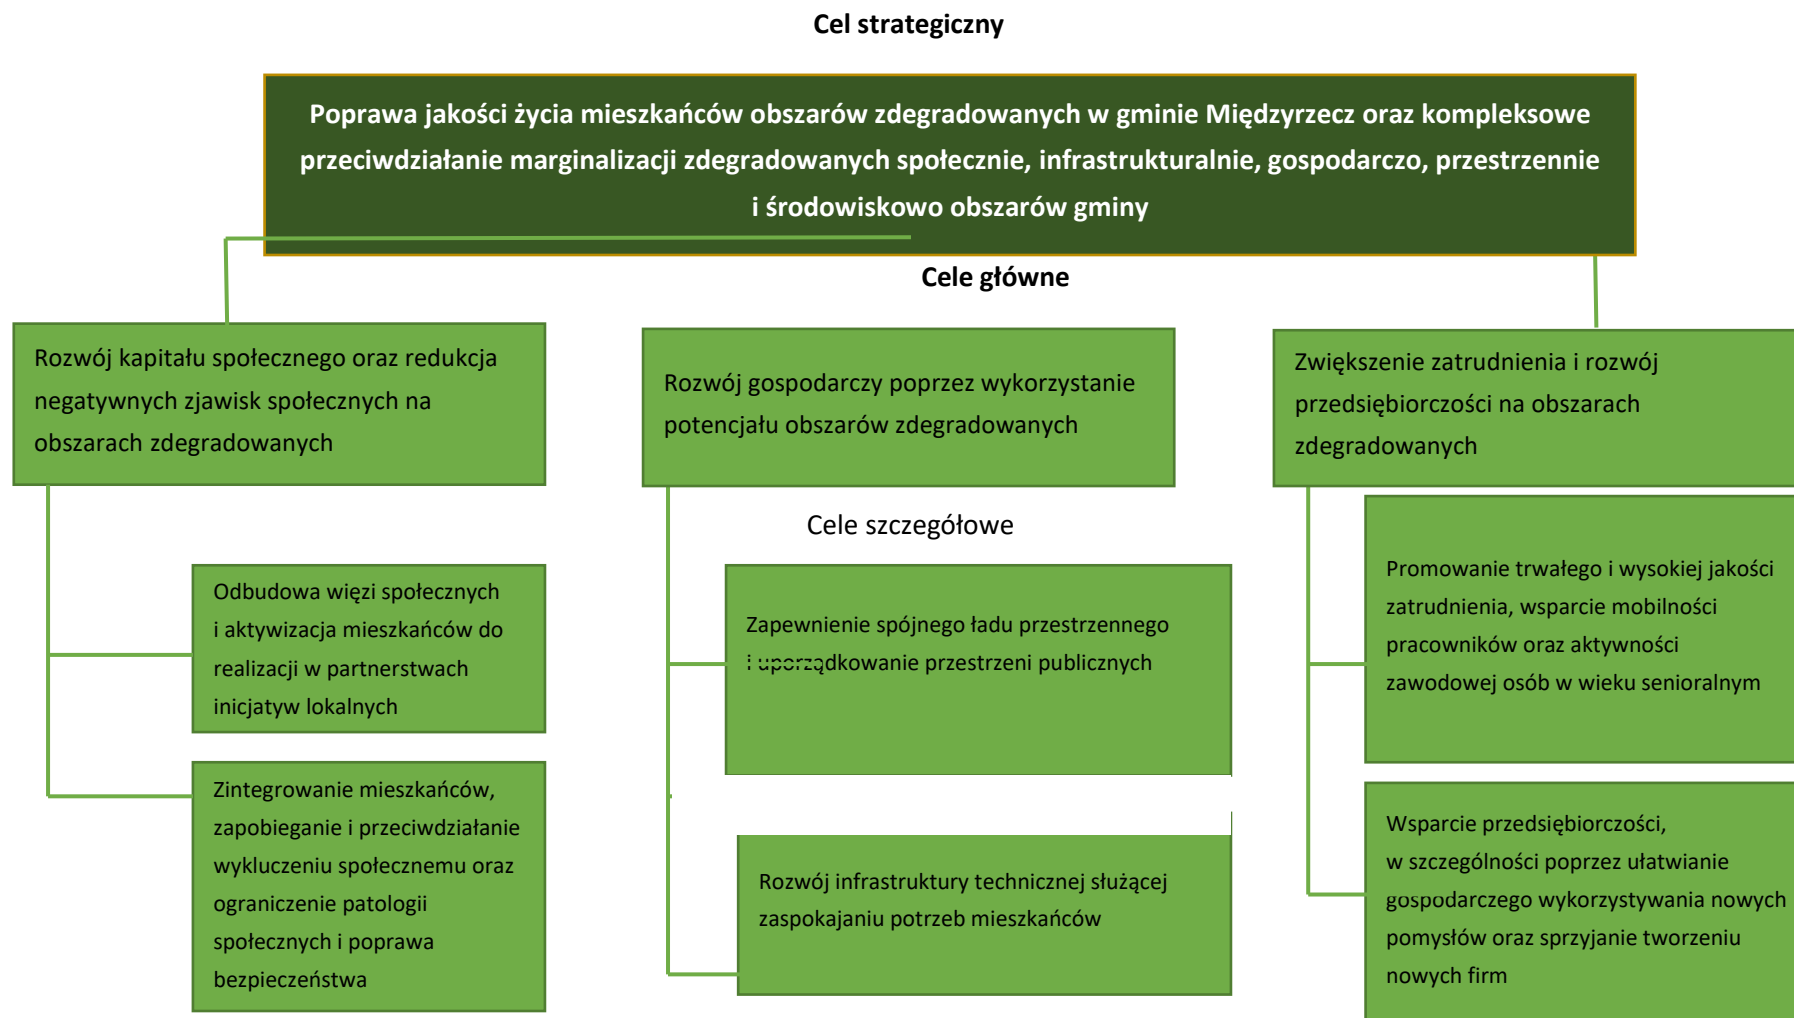 Cel strategiczny
Poprawa jakości życia mieszkańców obszarów zdegradowanych w gminie Międzyrzecz oraz kompleksowe
przeciwdziałanie marginalizacji zdegradowanych społecznie, infrastrukturalnie, gospodarczo, przestrzennie
i środowiskowo obszarów gminy
Cele główne
Rozwój kapitału społecznego oraz redukcja
negatywnych zjawisk społecznych na
obszarach zdegradowanych
Rozwój gospodarczy poprzez wykorzystanie
potencjału obszarów zdegradowanych
Zwiększenie zatrudnienia i rozwój
przedsiębiorczości na obszarach
zdegradowanych
Cele szczegółowe
Odbudowa więzi społecznych
i aktywizacja mieszkańców do
realizacji w partnerstwach
inicjatyw lokalnych
Zintegrowanie mieszkańców,
zapobieganie i przeciwdziałanie
wykluczeniu społecznemu oraz
ograniczenie patologii
społecznych i poprawa
bezpieczeństwa
Zapewnienie spójnego ładu przestrzennego
i uporządkowanie przestrzeni publicznych
Rozwój infrastruktury technicznej służącej
zaspokajaniu potrzeb mieszkańców
Promowanie trwałego i wysokiej jakości
zatrudnienia, wsparcie mobilności
pracowników oraz aktywności
zawodowej osób w wieku senioralnym
Wsparcie przedsiębiorczości,
w szczególności poprzez ułatwianie
gospodarczego wykorzystywania nowych
pomysłów oraz sprzyjanie tworzeniu
nowych firm